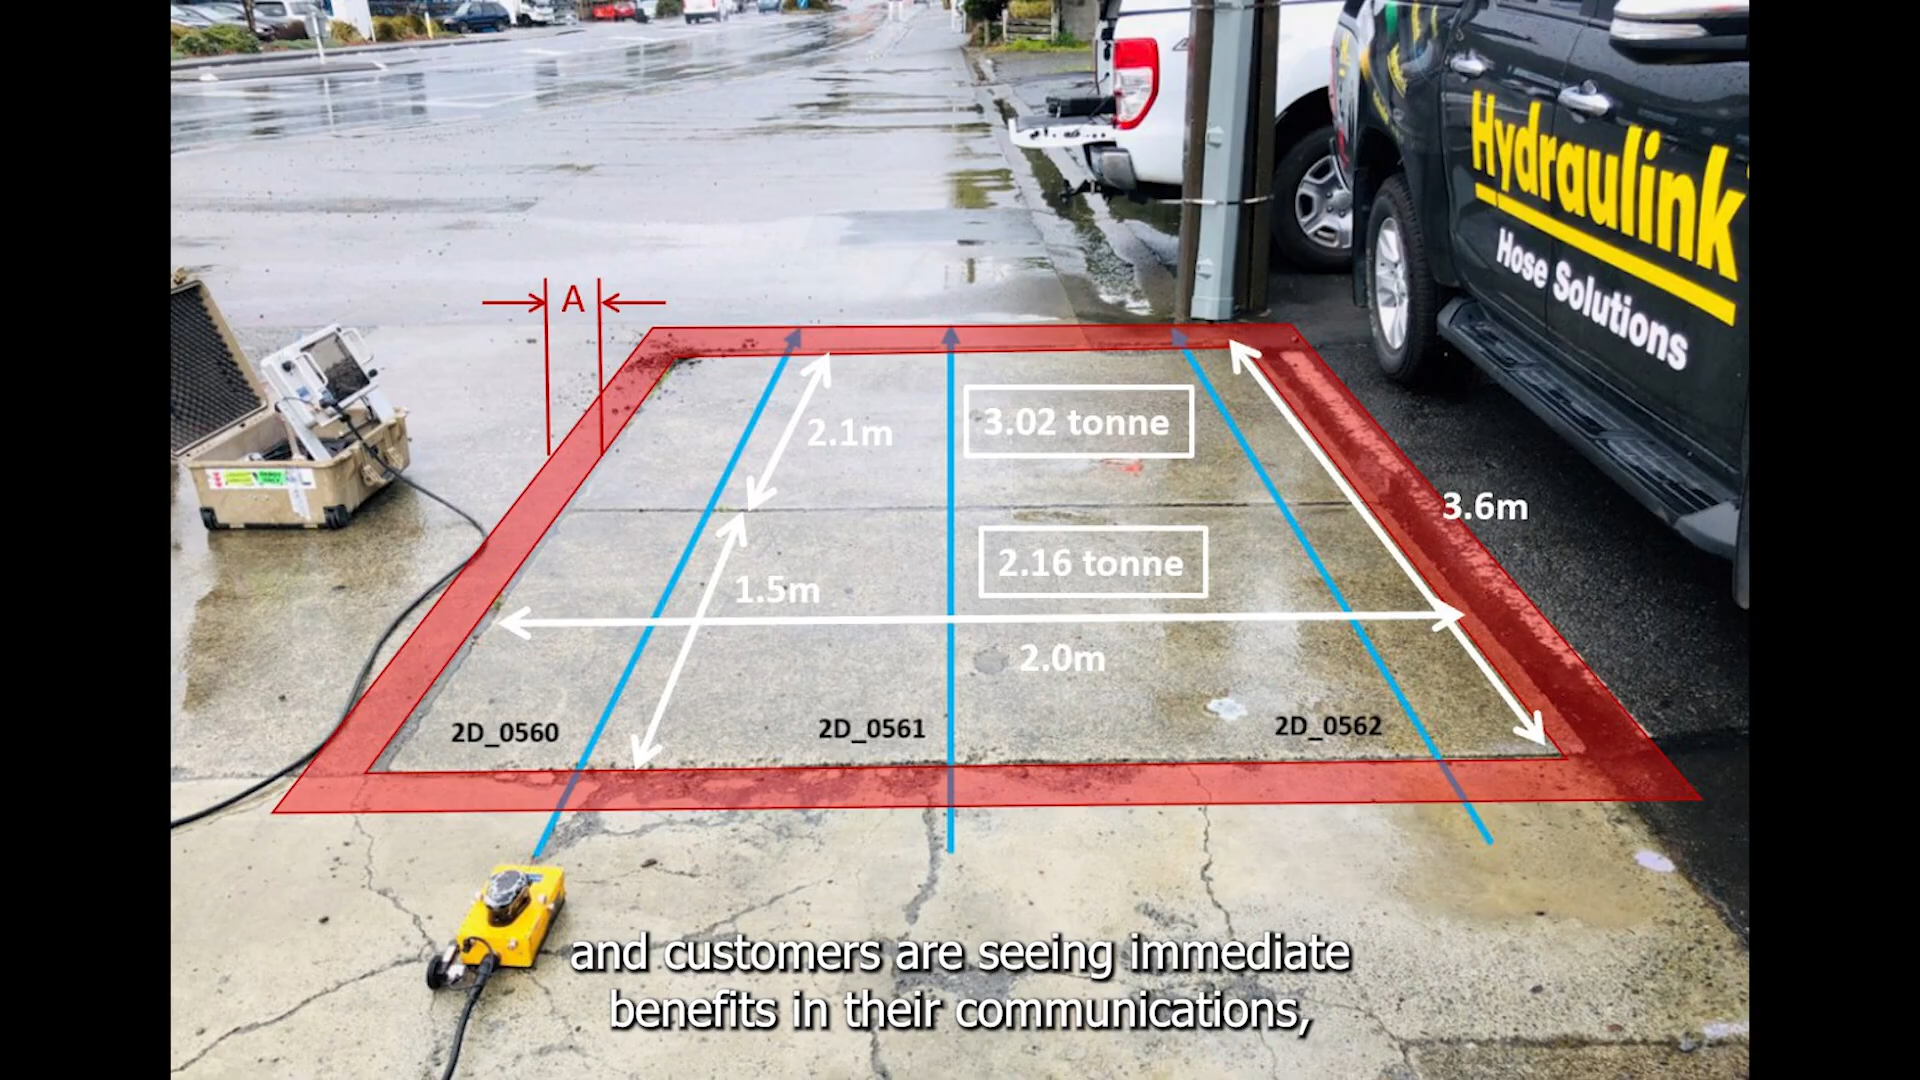 Hydraulink
Hose Solutions
A
3.02 tonne
2.1m
3.6m
2.16 tonne
1.5m
2.0m
2D_0560
2D_0561
2D_0562
and customers are seeing immediate
benefits in their communications,